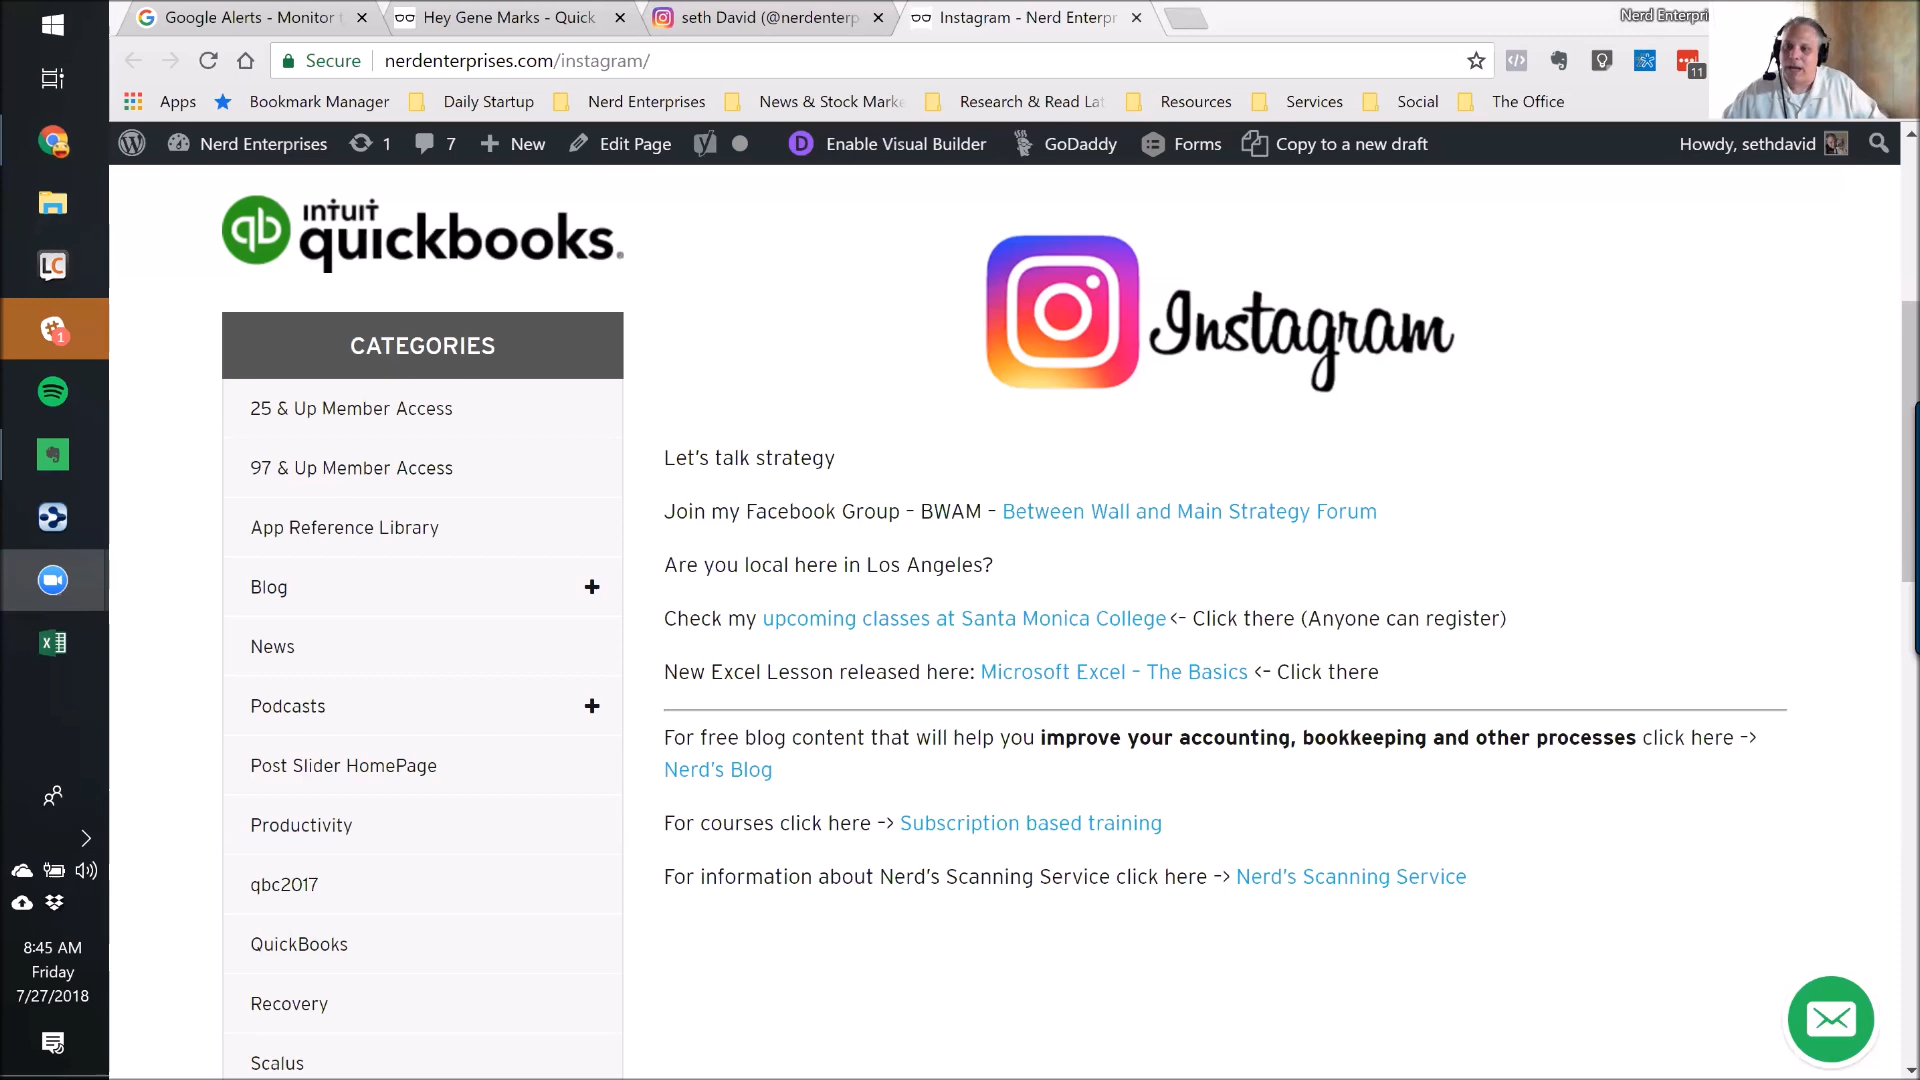 Google Alerts - Monitor
Hey Gene Marks - Quick
seth David (@nerdenterp
Instagram - Nerd Enterpr
Nerd Enterpri
Secure
nerdenterprises.com/instagram/
11
Apps
Bookmark Manager
Daily Startup
Nerd Enterprises
News & Stock Marke
Research & Read Lat
Resources
Services
Social
The Office
Nerd Enterprises
1
7
New
Edit Page
D
Enable Visual Builder
GoDaddy
Forms
Copy to a new draft
Howdy, sethdavid
LC
1
qb
intuit
quickbooks.
Instagram
CATEGORIES
25 & Up Member Access
97 & Up Member Access
App Reference Library
Blog
News
Podcasts
Post Slider HomePage
Productivity
qbc2017
QuickBooks
Recovery
Scalus
Let's talk strategy
Join my Facebook Group – BWAM – Between Wall and Main Strategy Forum
Are you local here in Los Angeles?
Check my upcoming classes at Santa Monica College <– Click there (Anyone can register)
New Excel Lesson released here: Microsoft Excel – The Basics <– Click there
For free blog content that will help you improve your accounting, bookkeeping and other processes click here –>
Nerd's Blog
For courses click here –> Subscription based training
For information about Nerd's Scanning Service click here –> Nerd's Scanning Service
8:45 AM
Friday
7/27/2018